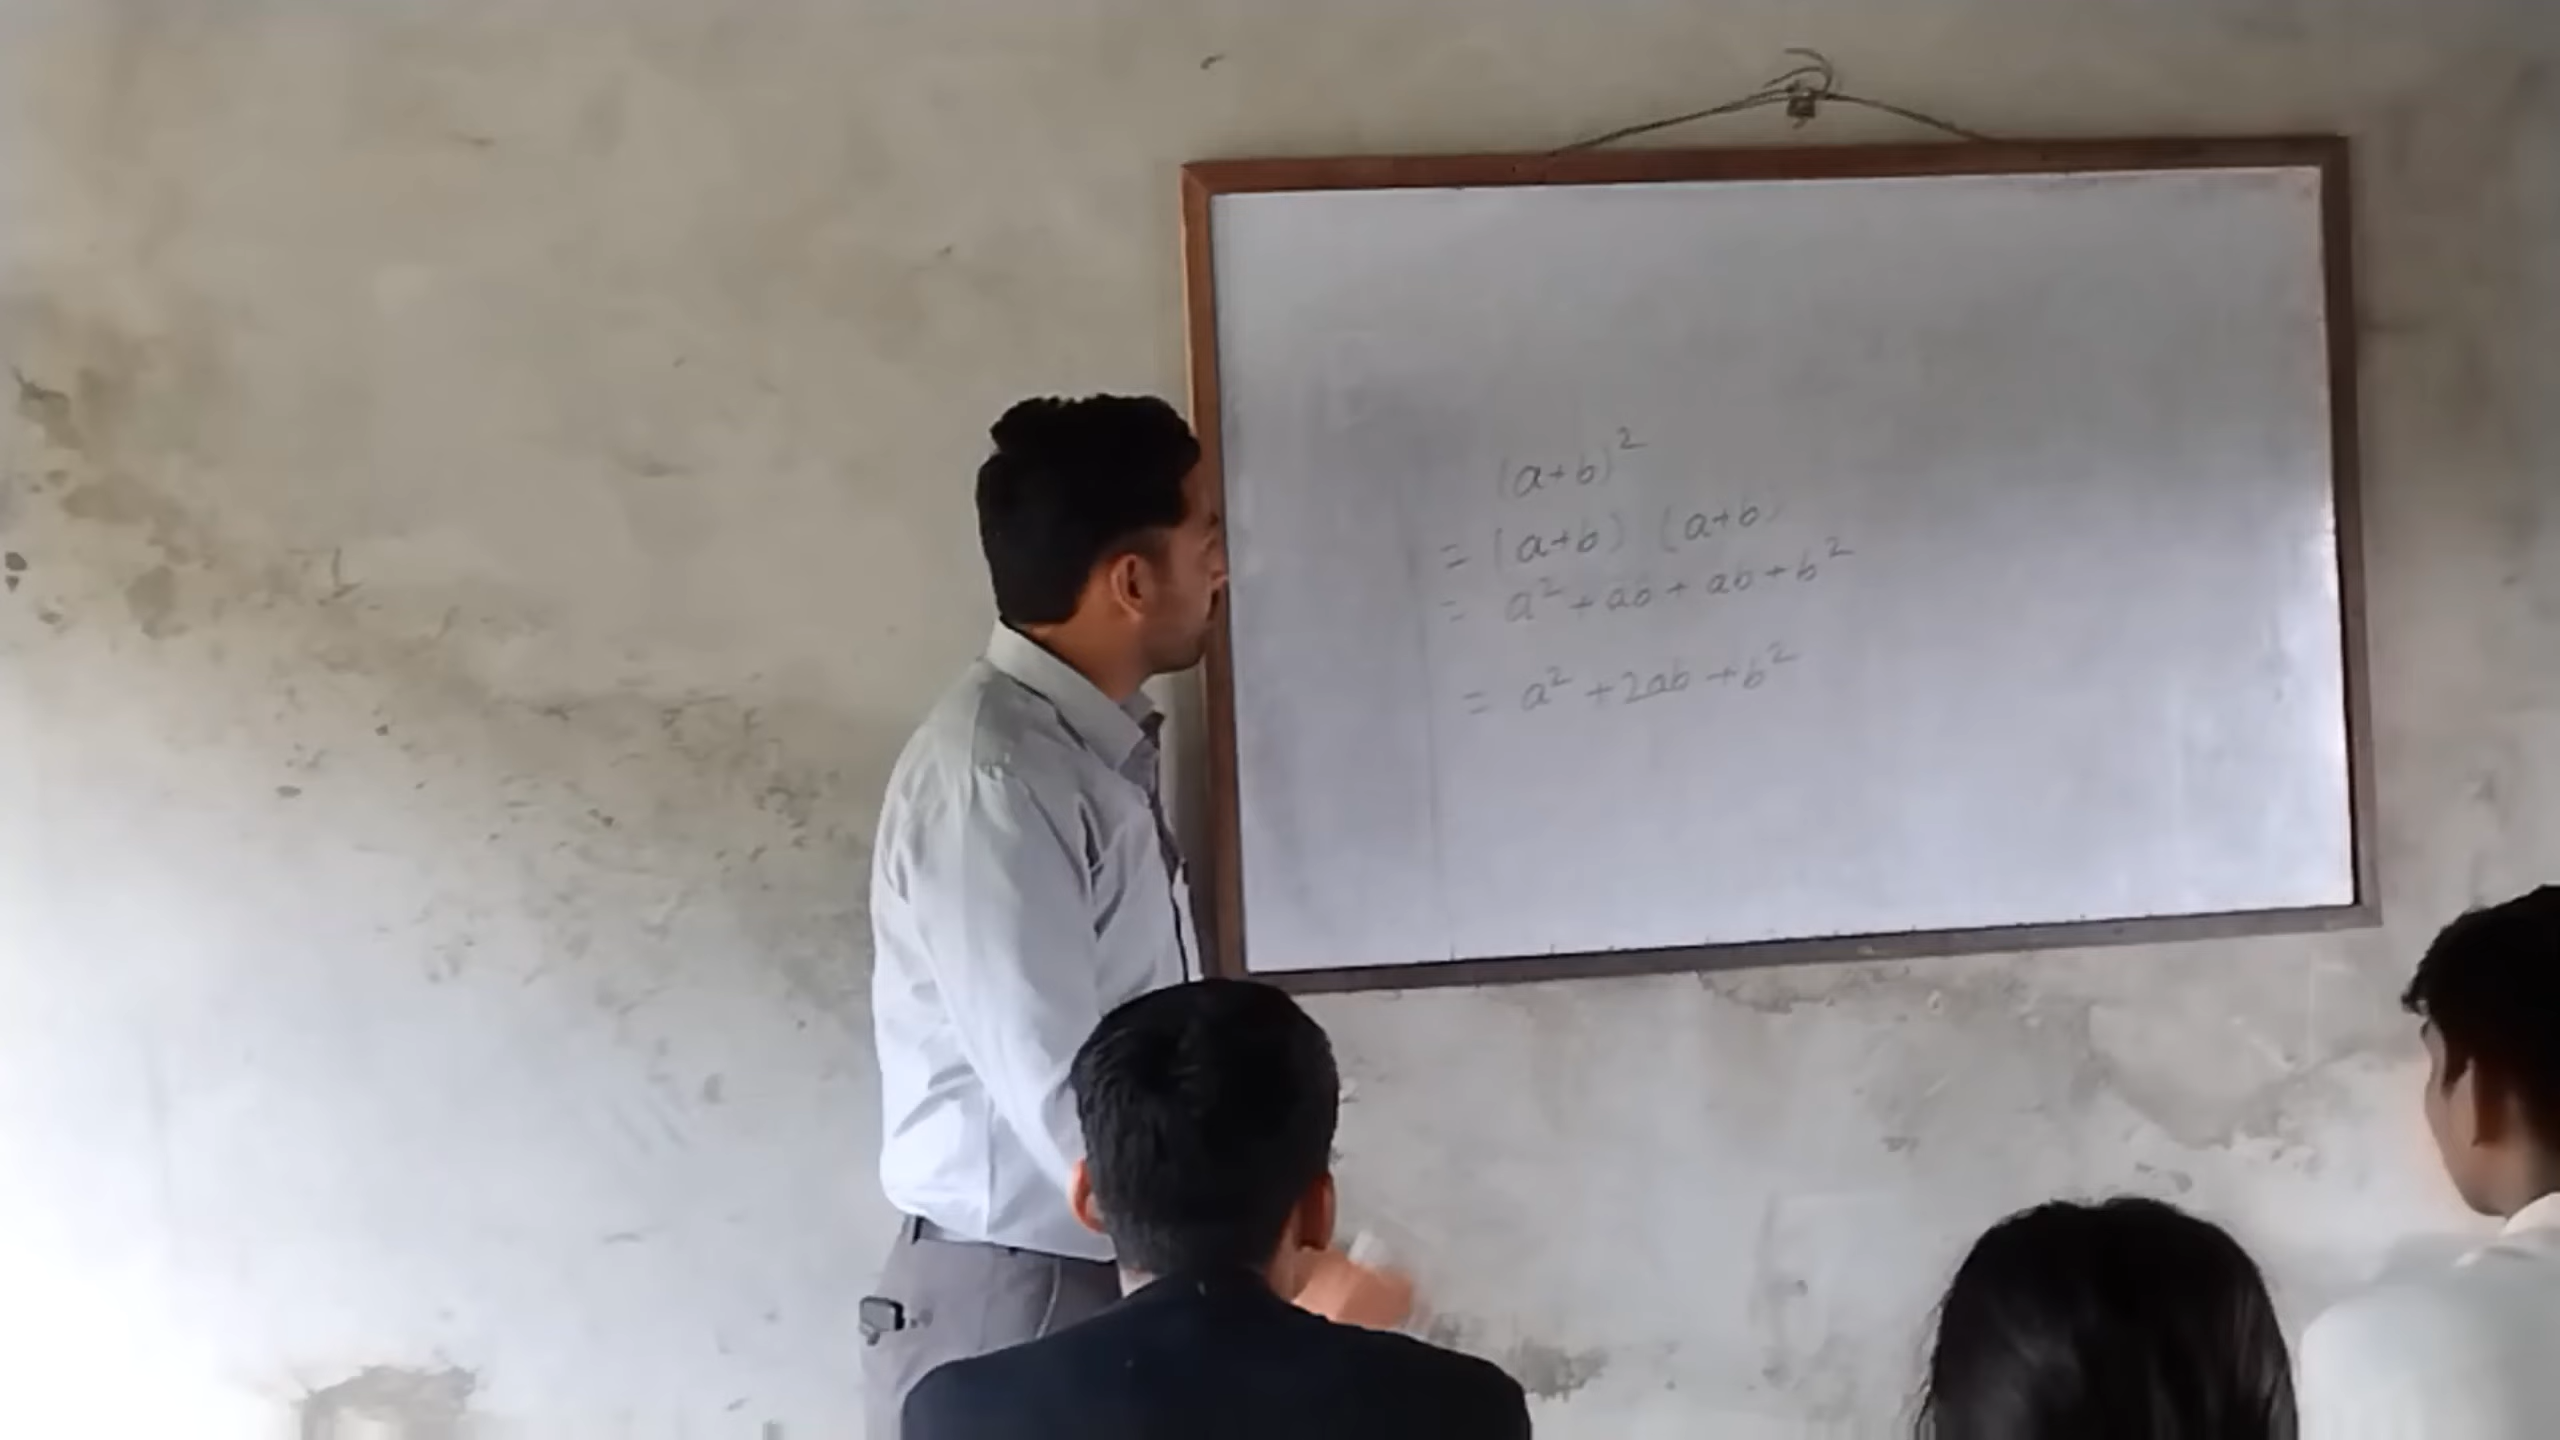 (a+b)²
= (a+b) (a+b)
= a² + ab + ab + b²
= a² + 2ab + b²